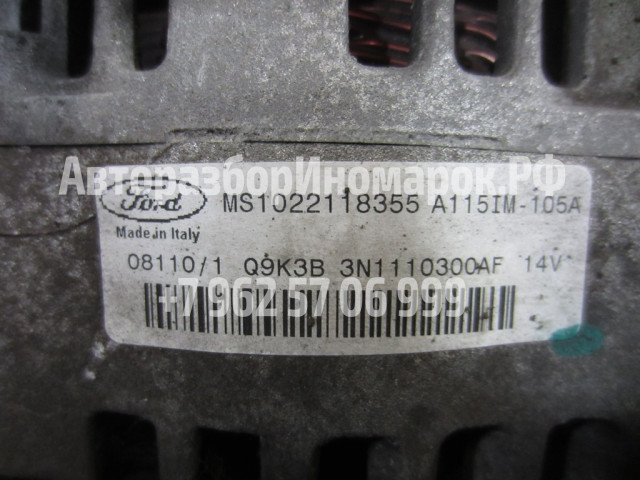 АвторазборИномарок.РФ
Ford MS1022118355 A115IM-105A
Made in Italy
08110/1 Q9K3B 3N1110300AF 14V
+7 962 57 06 999